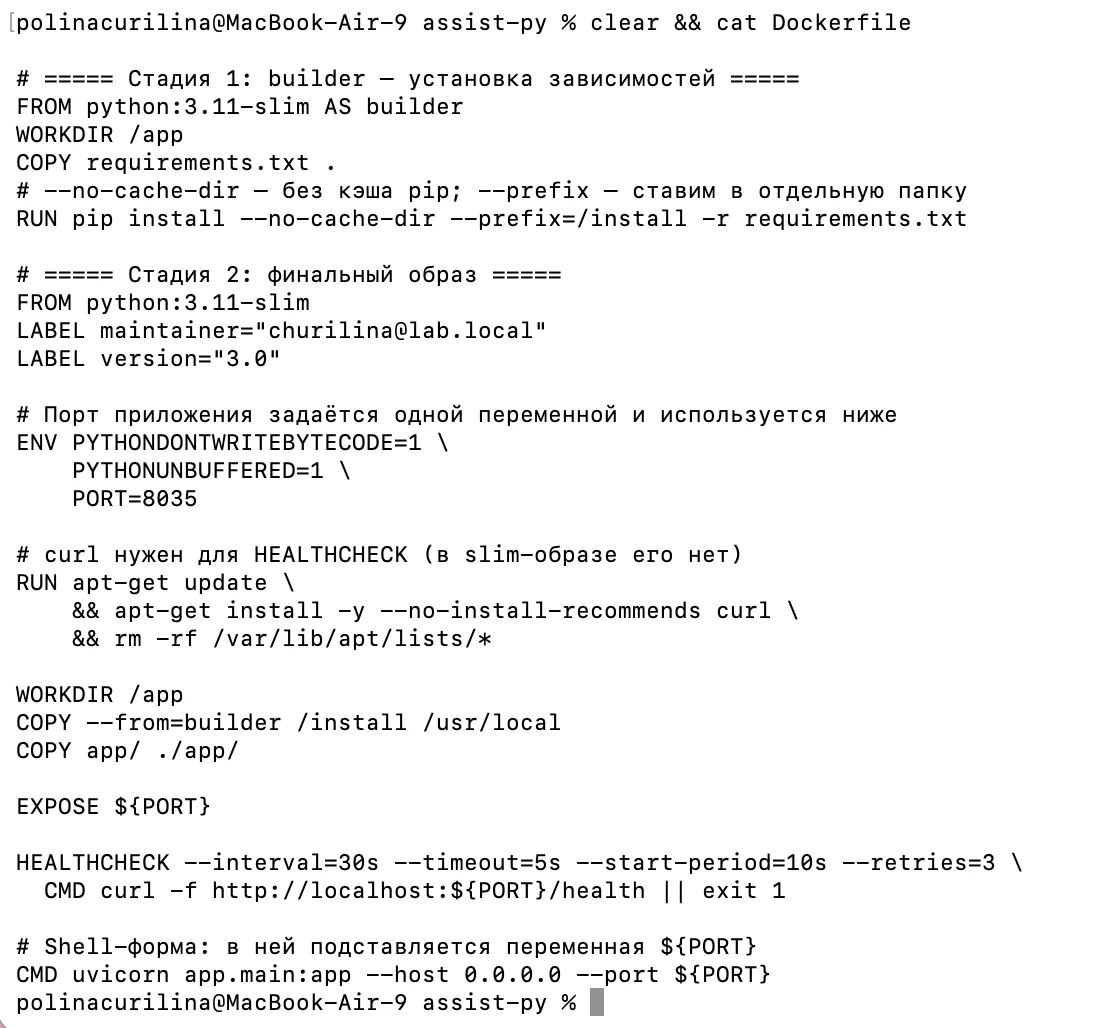 [polinacurilina@MacBook-Air-9 assist-py % clear && cat Dockerfile
# ===== Стадия 1: builder — установка зависимостей =====
FROM python:3.11-slim AS builder
WORKDIR /app
COPY requirements.txt .
# --no-cache-dir — без кэша pip; --prefix — ставим в отдельную папку
RUN pip install --no-cache-dir --prefix=/install -r requirements.txt
# ===== Стадия 2: финальный образ =====
FROM python:3.11-slim
LABEL maintainer="churilina@lab.local"
LABEL version="3.0"
# Порт приложения задаётся одной переменной и используется ниже
ENV PYTHONDONTWRITEBYTECODE=1 \
    PYTHONUNBUFFERED=1 \
    PORT=8035
# curl нужен для HEALTHCHECK (в slim-образе его нет)
RUN apt-get update \
    && apt-get install -y --no-install-recommends curl \
    && rm -rf /var/lib/apt/lists/*
WORKDIR /app
COPY --from=builder /install /usr/local
COPY app/ ./app/
EXPOSE ${PORT}
HEALTHCHECK --interval=30s --timeout=5s --start-period=10s --retries=3 \
  CMD curl -f http://localhost:${PORT}/health || exit 1
# Shell-форма: в ней подставляется переменная ${PORT}
CMD uvicorn app.main:app --host 0.0.0.0 --port ${PORT}
polinacurilina@MacBook-Air-9 assist-py %